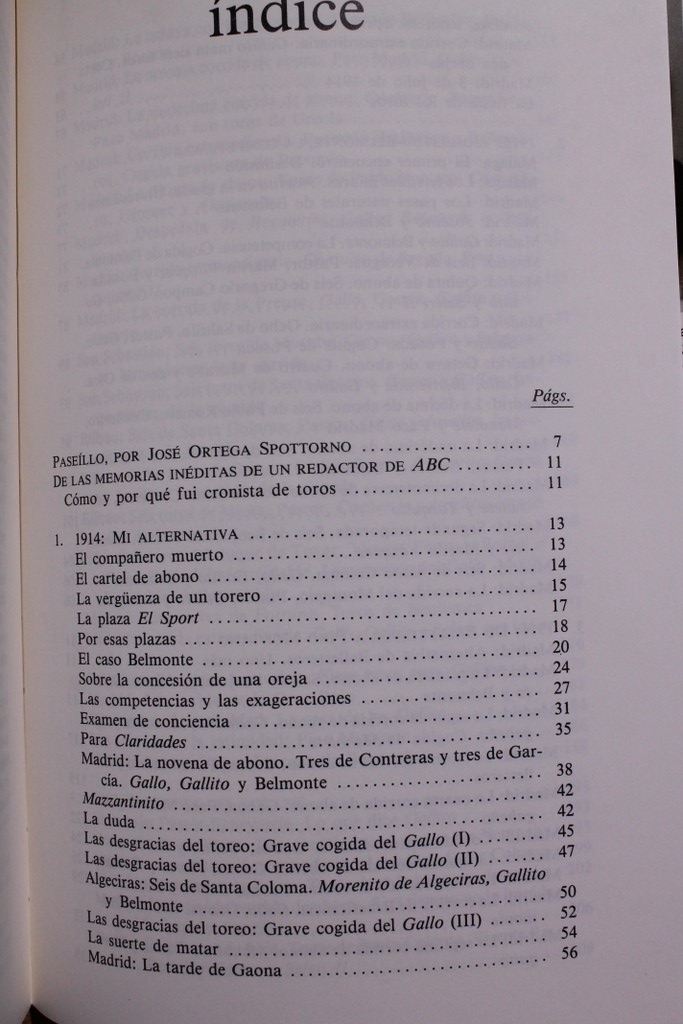 índice
Págs.
PASEÍLLO, POR JOSÉ ORTEGA SPOTTORNO .................... 7
DE LAS MEMORIAS INÉDITAS DE UN REDACTOR DE ABC ......... 11
Cómo y por qué fui cronista de toros ..................... 11
1. 1914: MI ALTERNATIVA ................................ 13
El compañero muerto ................................. 13
El cartel de abono ................................... 14
La vergüenza de un torero ............................ 15
La plaza El Sport .................................... 17
Por esas plazas ...................................... 18
El caso Belmonte .................................... 20
Sobre la concesión de una oreja ....................... 24
Las competencias y las exageraciones ................... 27
Examen de conciencia ................................ 31
Para Claridades ...................................... 35
Madrid: La novena de abono. Tres de Contreras y tres de Gar-
cía. Gallo, Gallito y Belmonte ........................ 38
Mazzantinito ......................................... 42
La duda ............................................. 42
Las desgracias del toreo: Grave cogida del Gallo (I) ........ 45
Las desgracias del toreo: Grave cogida del Gallo (II) ....... 47
Algeciras: Seis de Santa Coloma. Morenito de Algeciras, Gallito
y Belmonte ........................................ 50
Las desgracias del toreo: Grave cogida del Gallo (III) ....... 52
La suerte de matar ................................... 54
Madrid: La tarde de Gaona ............................ 56